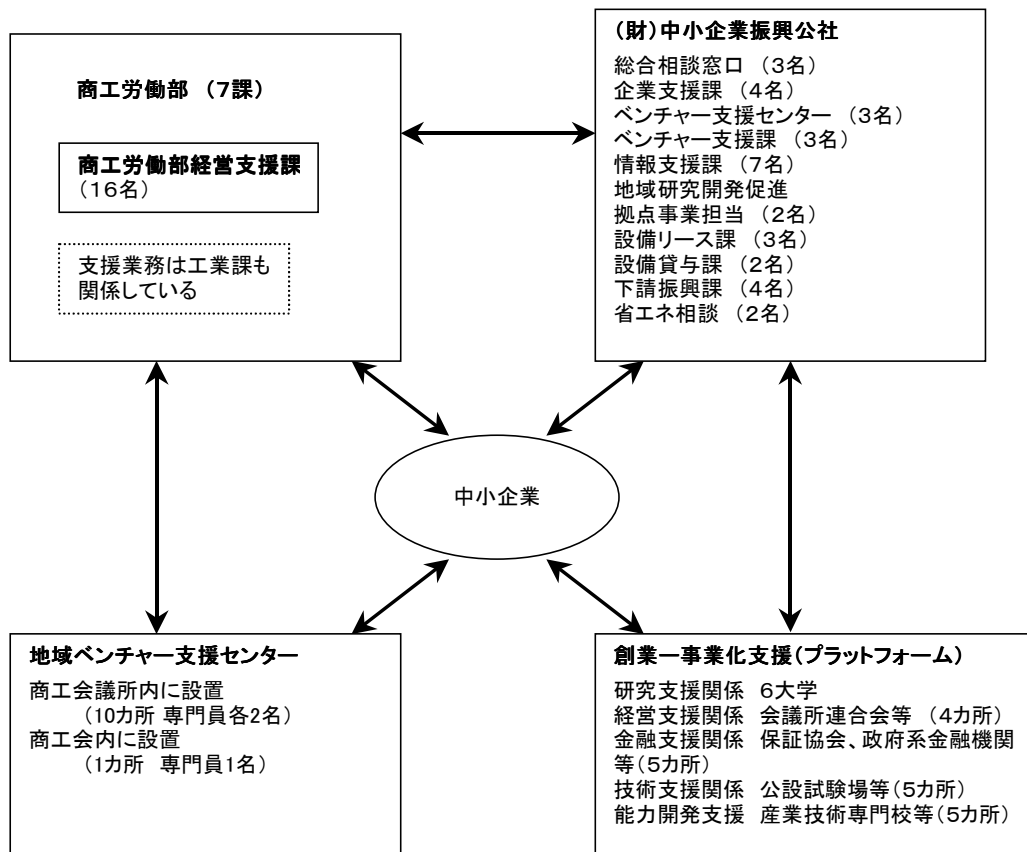 商工労働部 (7課)
商工労働部経営支援課
(16名)
支援業務は工業課も
関係している
(財)中小企業振興公社
総合相談窓口 (3名)
企業支援課 (4名)
ベンチャー支援センター (3名)
ベンチャー支援課 (3名)
情報支援課 (7名)
地域研究開発促進
拠点事業担当 (2名)
設備リース課 (3名)
設備貸与課 (2名)
下請振興課 (4名)
省エネ相談 (2名)
中小企業
地域ベンチャー支援センター
商工会議所内に設置
(10カ所 専門員各2名)
商工会内に設置
(1カ所 専門員1名)
創業ー事業化支援(プラットフォーム)
研究支援関係 6大学
経営支援関係 会議所連合会等 (4カ所)
金融支援関係 保証協会、政府系金融機関
等(5カ所)
技術支援関係 公設試験場等(5カ所)
能力開発支援 産業技術専門校等(5カ所)